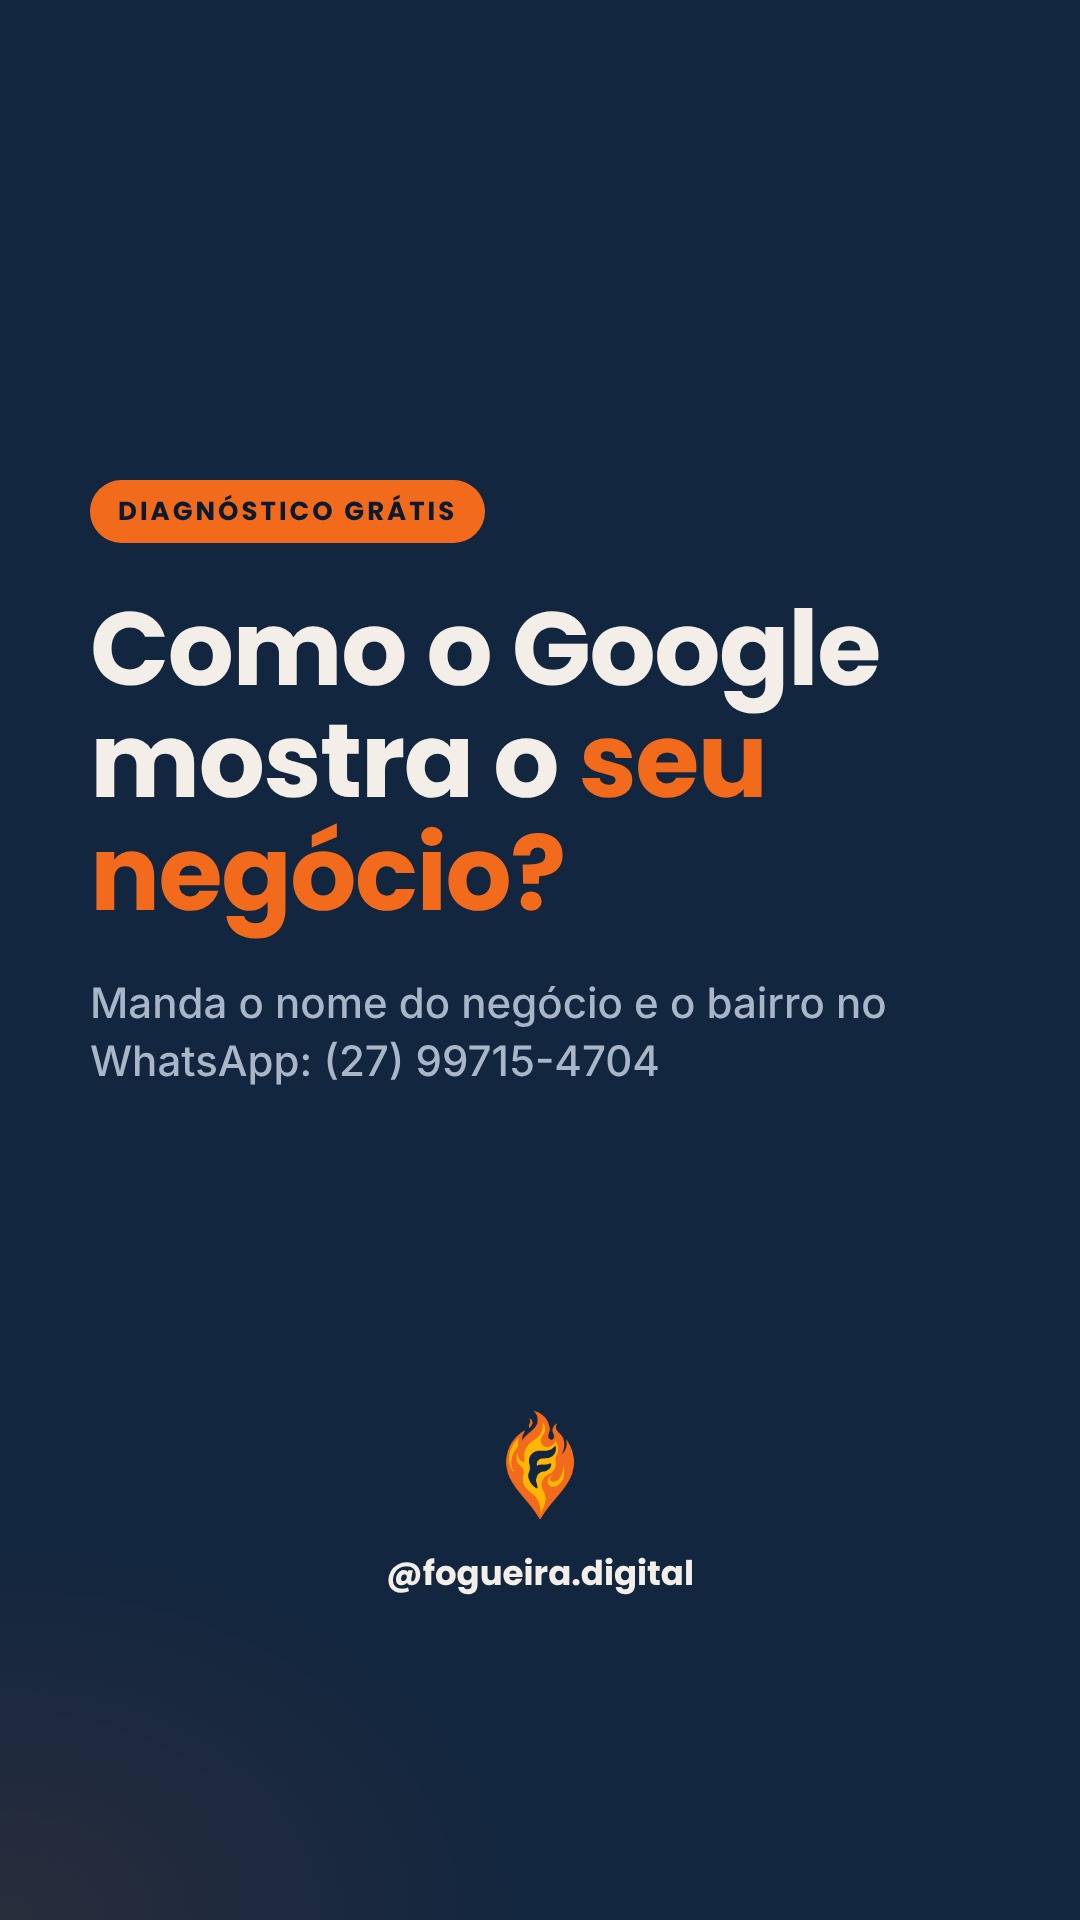 DIAGNÓSTICO GRÁTIS
Como o Google
mostra o seu
negócio?
Manda o nome do negócio e o bairro no
WhatsApp: (27) 99715-4704
F
@fogueira.digital